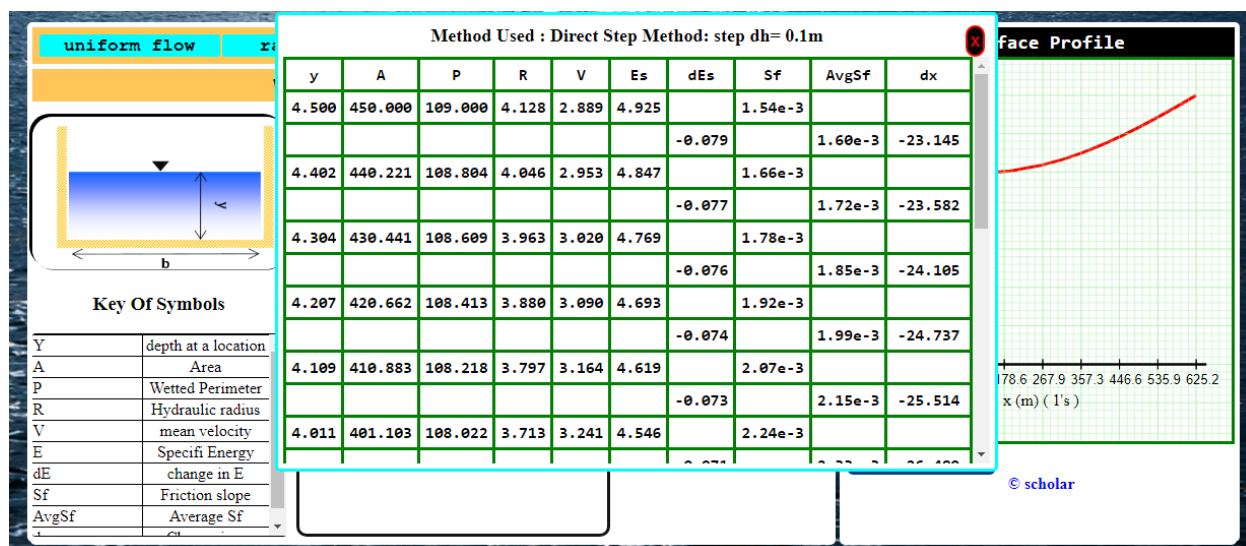 uniform flow
Method Used : Direct Step Method: step dh= 0.1m
X
face Profile
y A P R V Es dEs Sf AvgSf dx
4.500 450.000 109.000 4.128 2.889 4.925 1.54e-3
-0.079 1.60e-3 -23.145
4.402 440.221 108.804 4.046 2.953 4.847 1.66e-3
-0.077 1.72e-3 -23.582
4.304 430.441 108.609 3.963 3.020 4.769 1.78e-3
-0.076 1.85e-3 -24.105
4.207 420.662 108.413 3.880 3.090 4.693 1.92e-3
-0.074 1.99e-3 -24.737
4.109 410.883 108.218 3.797 3.164 4.619 2.07e-3
-0.073 2.15e-3 -25.514
4.011 401.103 108.022 3.713 3.241 4.546 2.24e-3
y
b
Key Of Symbols
Y depth at a location
A Area
P Wetted Perimeter
R Hydraulic radius
V mean velocity
E Specifi Energy
dE change in E
Sf Friction slope
AvgSf Average Sf
178.6 267.9 357.3 446.6 535.9 625.2
x (m) ( 1's )
© scholar